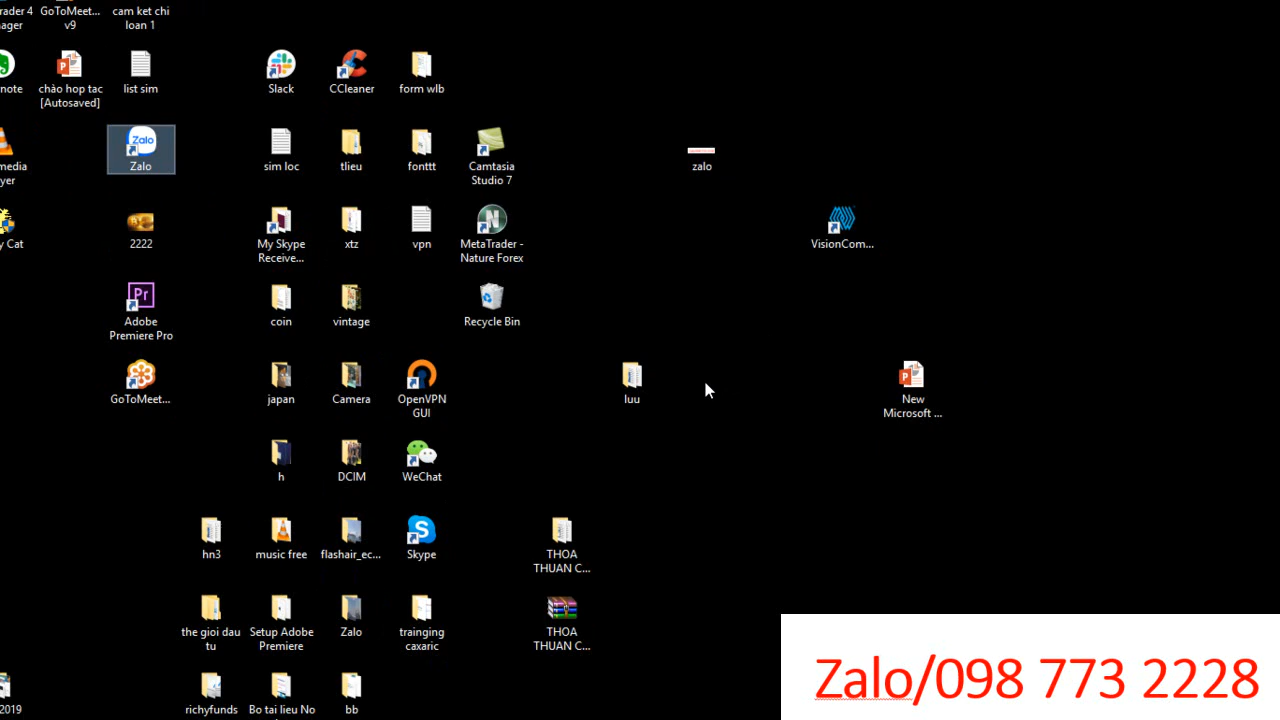 rader 4
ager
GoToMeet...
v9
cam ket chi
loan 1
note
chào hop tac
[Autosaved]
list sim
Slack
CCleaner
form wlb
media
yer
Zalo
sim loc
tlieu
fonttt
Camtasia
Studio 7
zalo
y Cat
2222
My Skype
Receive...
xtz
vpn
MetaTrader -
Nature Forex
VisionCom...
Adobe
Premiere Pro
coin
vintage
Recycle Bin
GoToMeet...
japan
Camera
OpenVPN
GUI
luu
New
Microsoft ...
h
DCIM
WeChat
hn3
music free
flashair_ec...
Skype
THOA
THUAN C...
the gioi dau
tu
Setup Adobe
Premiere
Zalo
trainging
caxaric
THOA
THUAN C...
2019
richyfunds
Bo tai lieu No
bb
Zalo/098 773 2228